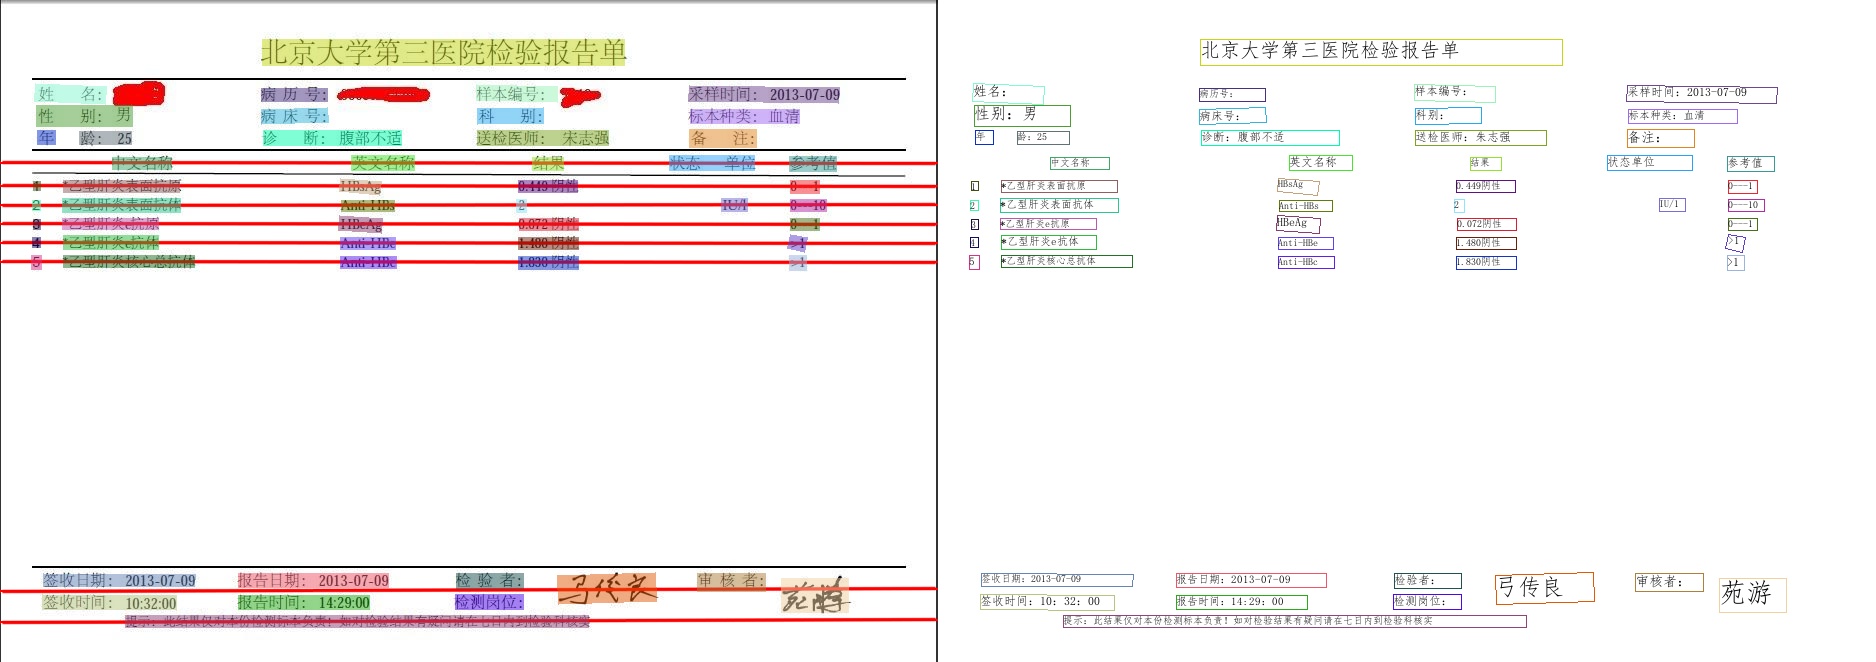 北京大学第三医院检验报告单
姓 名: 病历号: 样本编号: 采样时间: 2013-07-09
性 别: 男 病床号: 科 别: 标本种类: 血清
年 龄: 25 诊 断: 腹部不适 送检医师: 宋志强 备 注:
中文名称 英文名称 结果 状态 单位 参考值
1 *乙型肝炎表面抗原 HBsAg 0.449 阴性 0---1
2 *乙型肝炎表面抗体 Anti-HBs 2 IU/l 0---10
3 *乙型肝炎e抗原 HBeAg 0.072 阴性 0---1
4 *乙型肝炎e抗体 Anti-HBe 1.480 阴性 >1
5 *乙型肝炎核心总抗体 Anti-HBc 1.830 阴性 >1
签收日期: 2013-07-09 报告日期: 2013-07-09 检 验 者: 弓传良 审 核 者:
签收时间: 10:32:00 报告时间: 14:29:00 检测岗位:
提示: 此结果仅对本份检测标本负责! 如对检验结果有疑问请在七日内到检验科核实
北京大学第三医院检验报告单
姓名: 病历号: 样本编号: 采样时间: 2013-07-09
性别: 男 病床号: 科别: 标本种类: 血清
年 龄: 25 诊断: 腹部不适 送检医师: 朱志强 备注:
中文名称 英文名称 结果 状态单位 参考值
1 *乙型肝炎表面抗原 HBsAg 0.449阴性 0---1
2 *乙型肝炎表面抗体 Anti-HBs 2 IU/l 0---10
3 *乙型肝炎e抗原 HBeAg 0.072阴性 0---1
4 *乙型肝炎e抗体 Anti-HBe 1.480阴性 >1
5 *乙型肝炎核心总抗体 Anti-HBc 1.830阴性 >1
签收日期: 2013-07-09 报告日期: 2013-07-09 检验者: 弓传良 审核者: 苑游
签收时间: 10: 32: 00 报告时间: 14:29: 00 检测岗位:
提示: 此结果仅对本份检测标本负责! 如对检验结果有疑问请在七日内到检验科核实